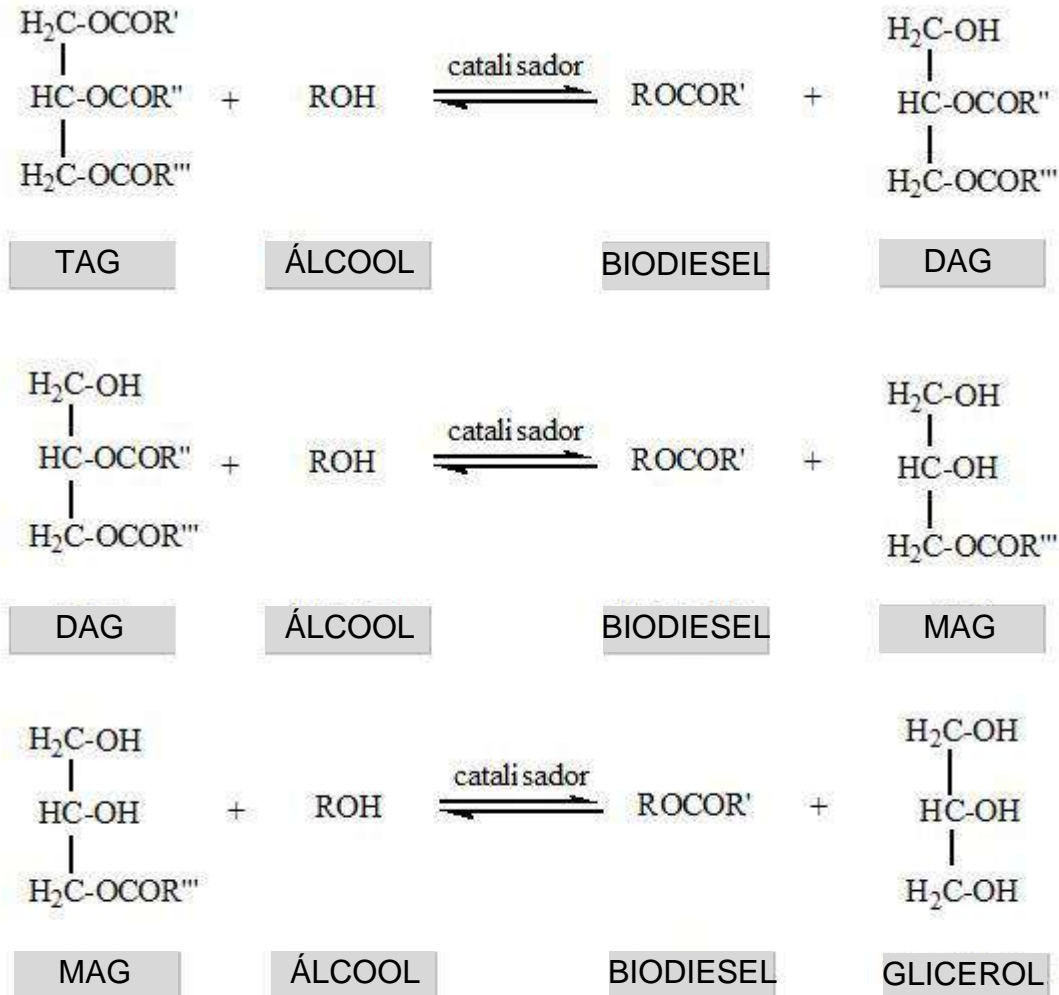 H₂C-OCOR'
HC-OCOR" + ROH catalisador ROCOR' +
H₂C-OCOR'''
H₂C-OH
HC-OCOR"
H₂C-OCOR'''
TAG ÁLCOOL BIODIESEL DAG
H₂C-OH
HC-OCOR" + ROH catalisador ROCOR' +
H₂C-OCOR'''
H₂C-OH
HC-OH
H₂C-OCOR'''
DAG ÁLCOOL BIODIESEL MAG
H₂C-OH
HC-OH + ROH catalisador ROCOR' +
H₂C-OCOR'''
H₂C-OH
HC-OH
H₂C-OH
MAG ÁLCOOL BIODIESEL GLICEROL